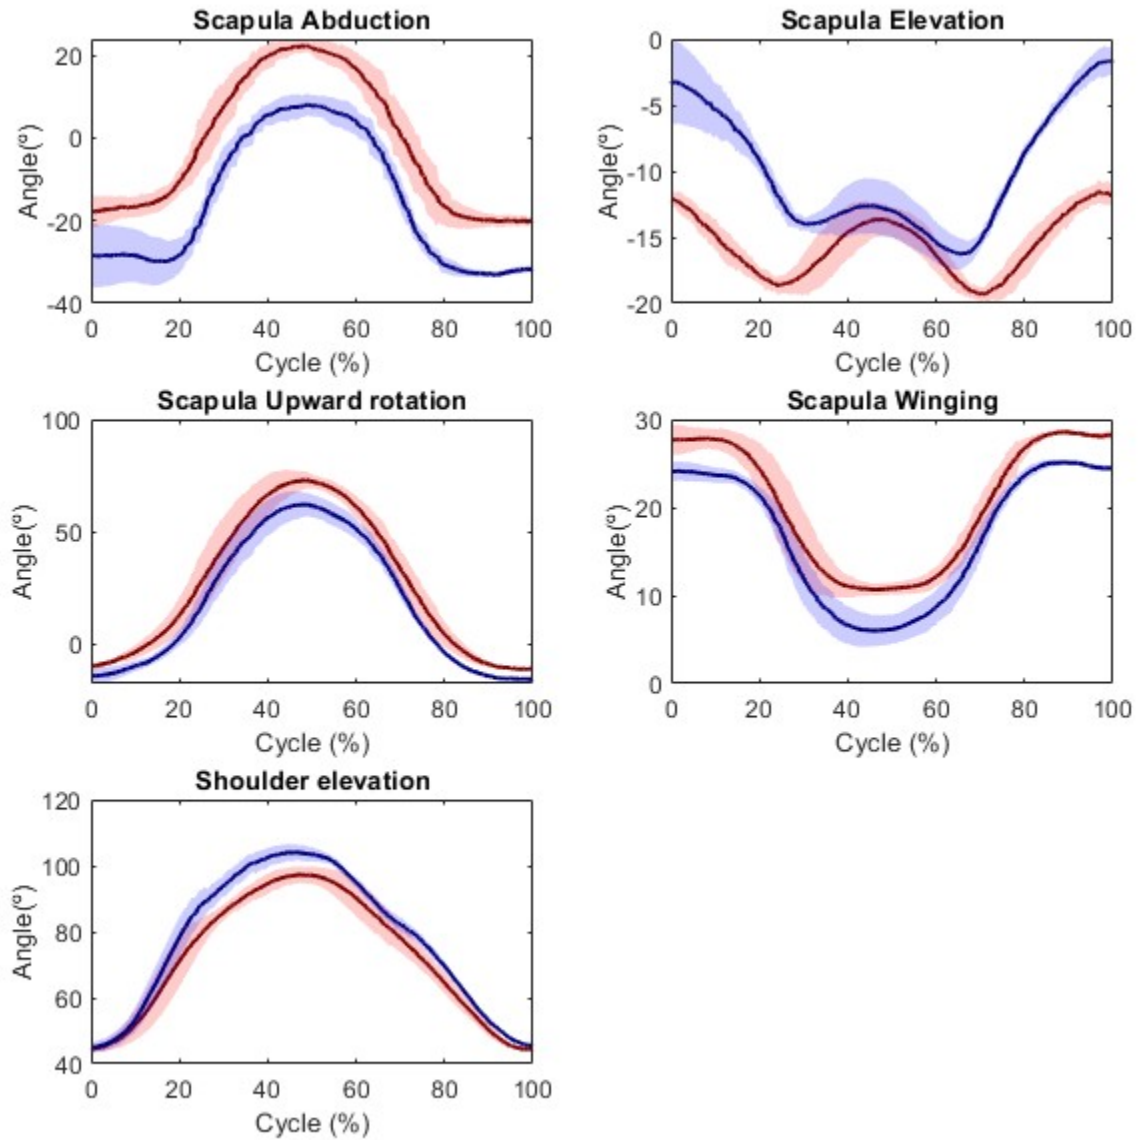 Scapula Abduction
20
0
-20
-40
Angle(º)
0 20 40 60 80 100
Cycle (%)
Scapula Elevation
0
-5
-10
-15
-20
Angle(º)
0 20 40 60 80 100
Cycle (%)
Scapula Upward rotation
100
50
0
Angle(º)
0 20 40 60 80 100
Cycle (%)
Scapula Winging
30
20
10
0
Angle(º)
0 20 40 60 80 100
Cycle (%)
Shoulder elevation
120
100
80
60
40
Angle(º)
0 20 40 60 80 100
Cycle (%)